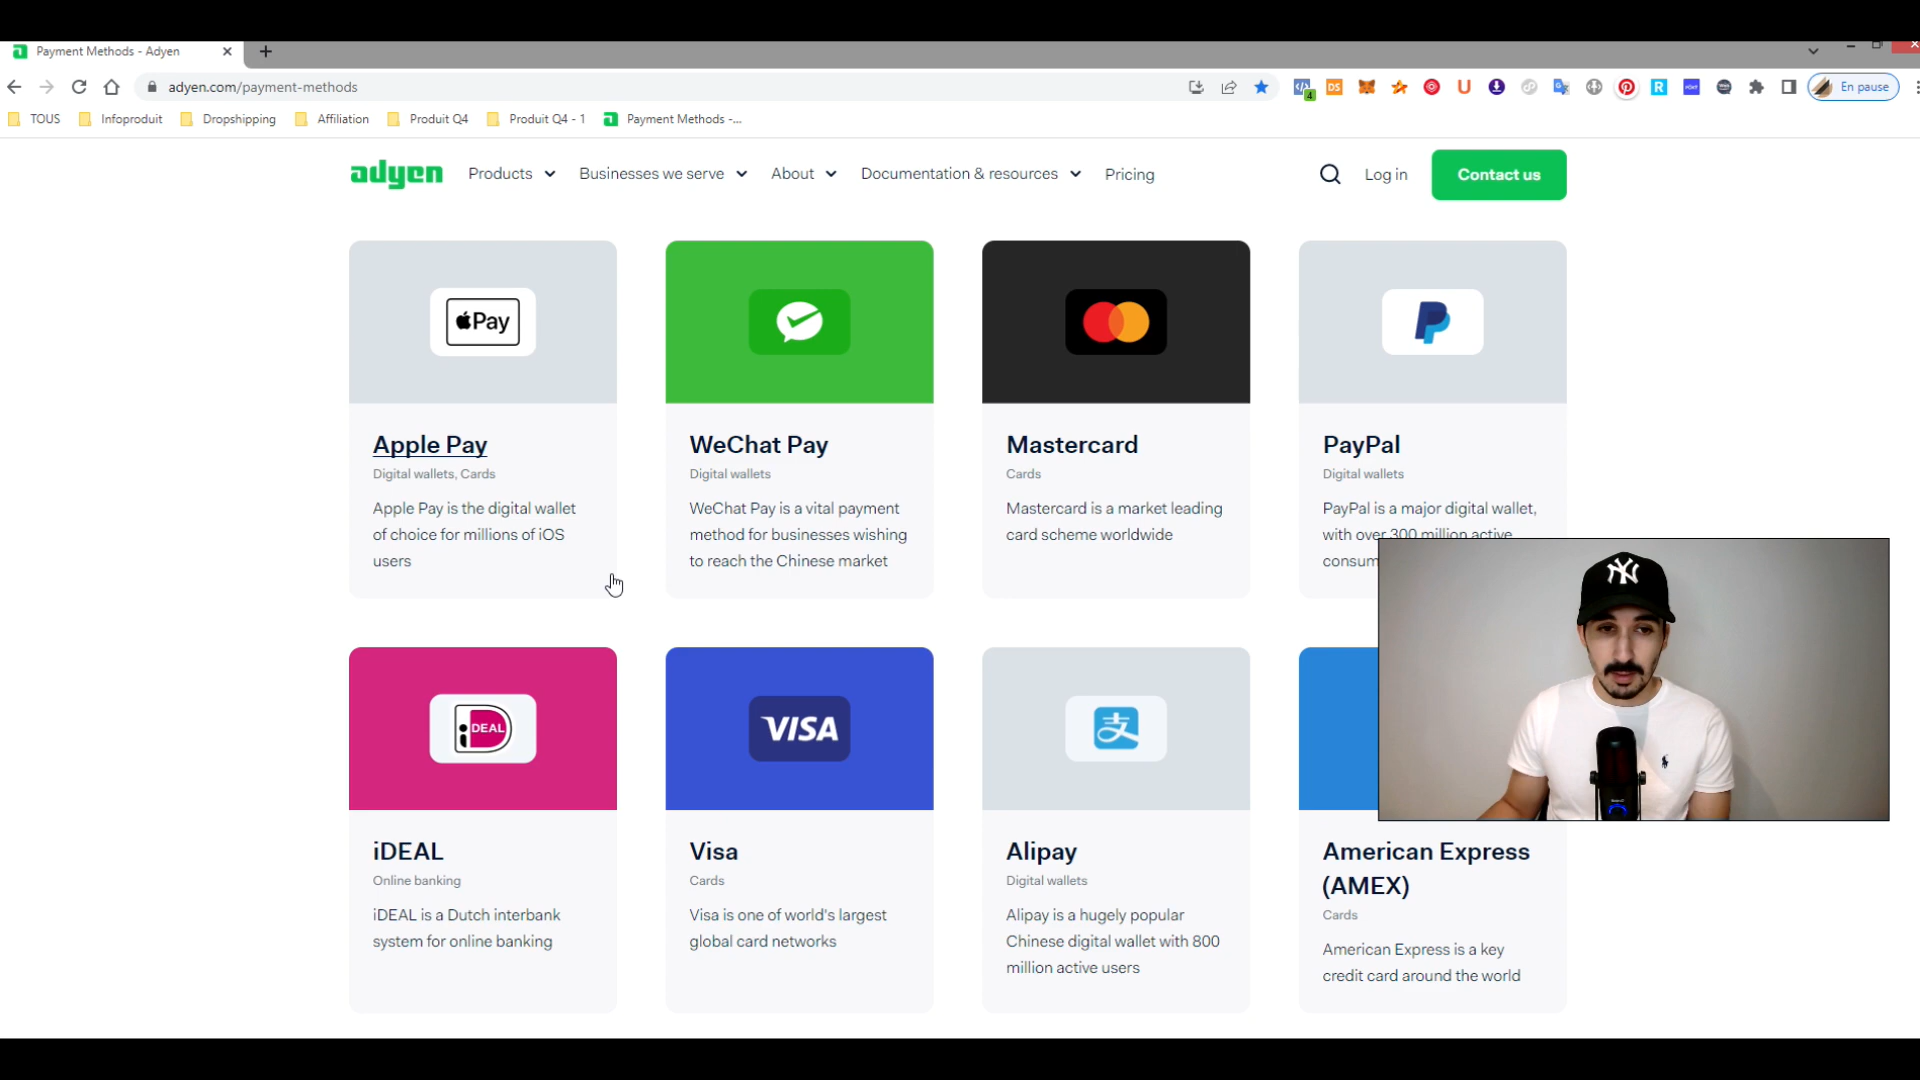 Payment Methods - Adyen
adyen.com/payment-methods
4
DS
U
R
En pause
TOUS
Infoproduit
Dropshipping
Affiliation
Produit Q4
Produit Q4 - 1
Payment Methods -...
adyen
Products
Businesses we serve
About
Documentation & resources
Pricing
Log in
Contact us
Pay
Apple Pay
Digital wallets, Cards
Apple Pay is the digital wallet
of choice for millions of iOS
users
WeChat Pay
Digital wallets
WeChat Pay is a vital payment
method for businesses wishing
to reach the Chinese market
Mastercard
Cards
Mastercard is a market leading
card scheme worldwide
PayPal
Digital wallets
PayPal is a major digital wallet,
with over 300 million active
consum
NY
iDEAL
iDEAL
Online banking
iDEAL is a Dutch interbank
system for online banking
VISA
Visa
Cards
Visa is one of world's largest
global card networks
支
Alipay
Digital wallets
Alipay is a hugely popular
Chinese digital wallet with 800
million active users
American Express
(AMEX)
Cards
American Express is a key
credit card around the world